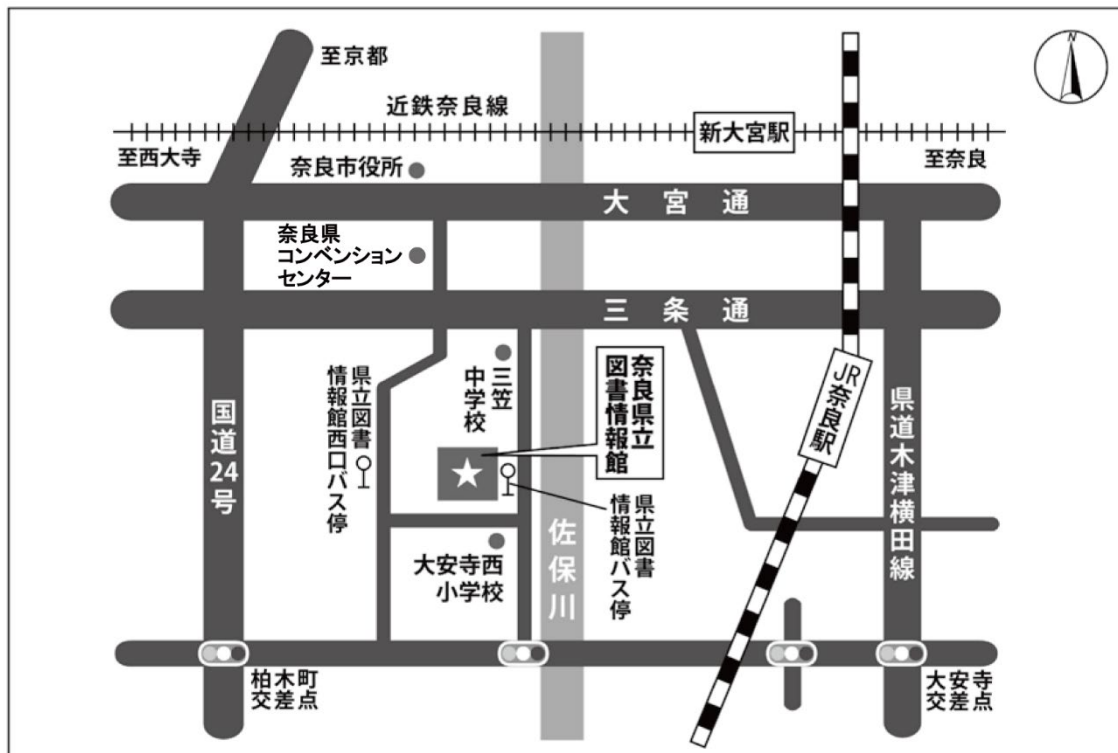 至京都
N
近鉄奈良線
新大宮駅
至西大寺
至奈良
奈良市役所
大宮通
奈良県
コンベンション
センター
三条通
三笠
中学校
奈良県立
図書情報館
県立図書
情報館西口バス停
JR奈良駅
国道24号
県道木津横田線
県立図書
情報館バス停
佐保川
大安寺西
小学校
柏木町
交差点
大安寺
交差点